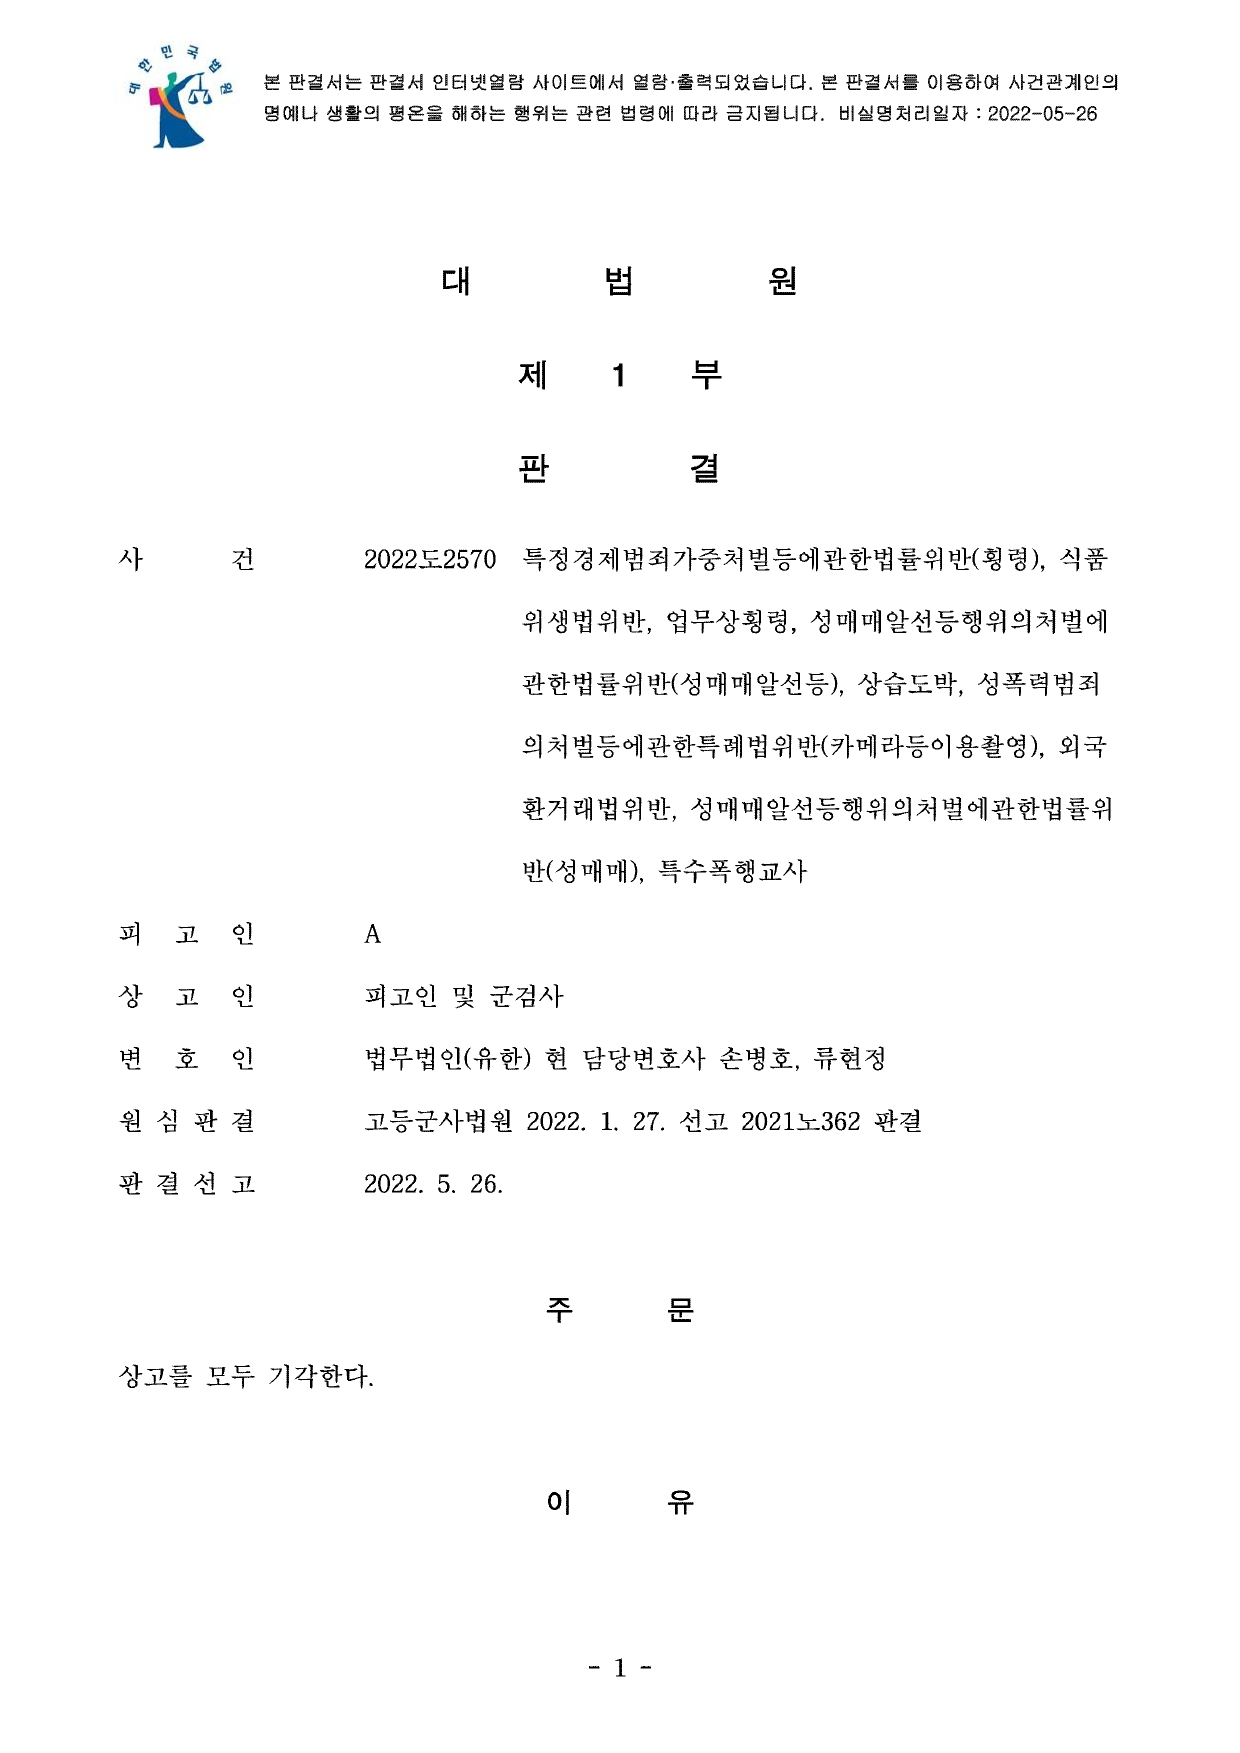 대한민국법원
본 판결서는 판결서 인터넷열람 사이트에서 열람·출력되었습니다. 본 판결서를 이용하여 사건관계인의
명예나 생활의 평온을 해하는 행위는 관련 법령에 따라 금지됩니다. 비실명처리일자 : 2022-05-26
대 법 원
제 1 부
판 결
사 건 2022도2570 특정경제범죄가중처벌등에관한법률위반(횡령), 식품
위생법위반, 업무상횡령, 성매매알선등행위의처벌에
관한법률위반(성매매알선등), 상습도박, 성폭력범죄
의처벌등에관한특례법위반(카메라등이용촬영), 외국
환거래법위반, 성매매알선등행위의처벌에관한법률위
반(성매매), 특수폭행교사
피 고 인 A
상 고 인 피고인 및 군검사
변 호 인 법무법인(유한) 현 담당변호사 손병호, 류현정
원 심 판 결 고등군사법원 2022. 1. 27. 선고 2021노362 판결
판 결 선 고 2022. 5. 26.
주 문
상고를 모두 기각한다.
이 유
- 1 -